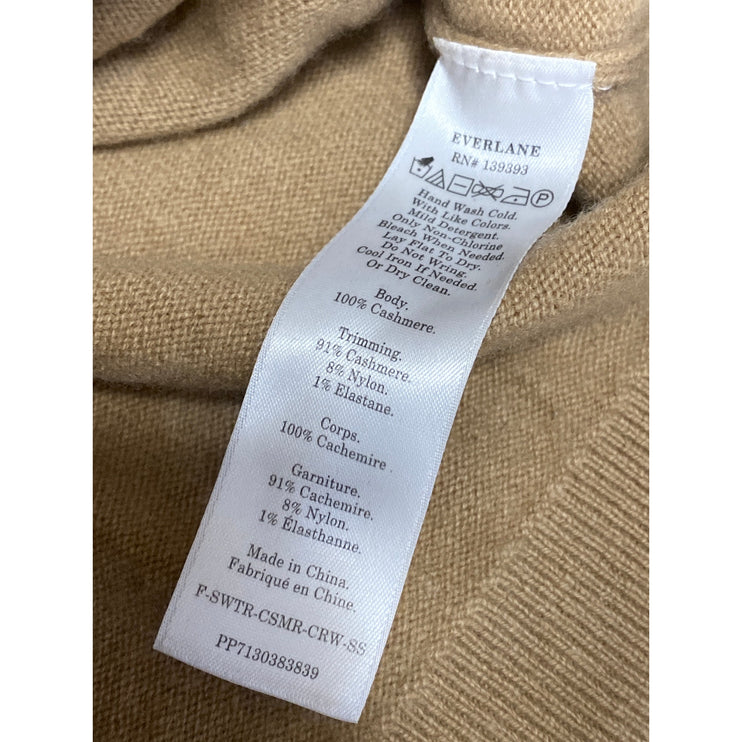 EVERLANE
RN# 139393
P
Hand Wash Cold.
With Like Colors.
Mild Detergent.
Only Non-Chlorine
Bleach When Needed.
Lay Flat To Dry.
Do Not Wring.
Cool Iron If Needed.
Or Dry Clean.
Body.
100% Cashmere.
Trimming.
91% Cashmere.
8% Nylon.
1% Elastane.
Corps.
100% Cachemire
Garniture.
91% Cachemire.
8% Nylon.
1% Élasthanne.
Made in China.
Fabriqué en Chine.
F-SWTR-CSMR-CRW-SS
PP7130383839